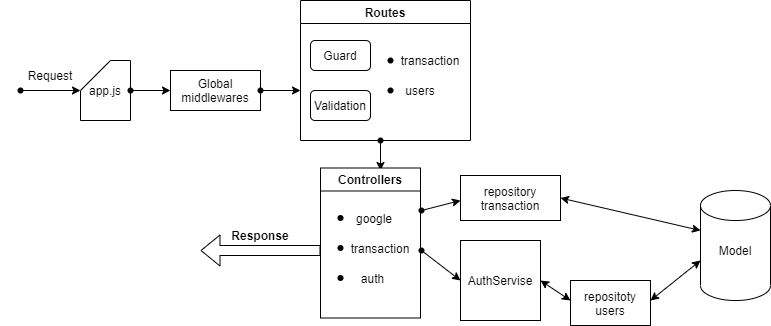 Routes
Guard
transaction
Request
Global
middlewares
app.js
users
Validation
Controllers
google
repository
transaction
Response
transaction
Model
auth
AuthServise
repositoty
users